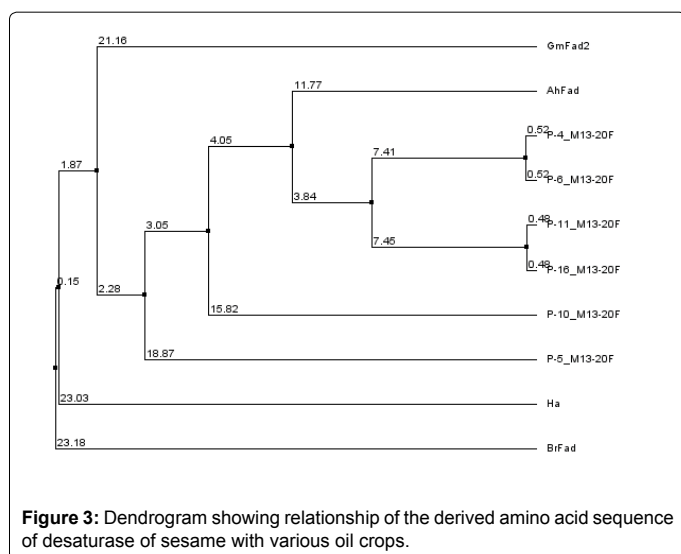 21.16
GmFad2
11.77
AhFad
4.05
0.52
P-4_M13-20F
7.41
1.87
0.52
P-6_M13-20F
3.84
3.05
0.48
P-11_M13-20F
7.45
0.15
0.48
P-16_M13-20F
2.28
15.82
P-10_M13-20F
18.87
P-5_M13-20F
23.03
Ha
23.18
BrFad
Figure 3: Dendrogram showing relationship of the derived amino acid sequence
of desaturase of sesame with various oil crops.